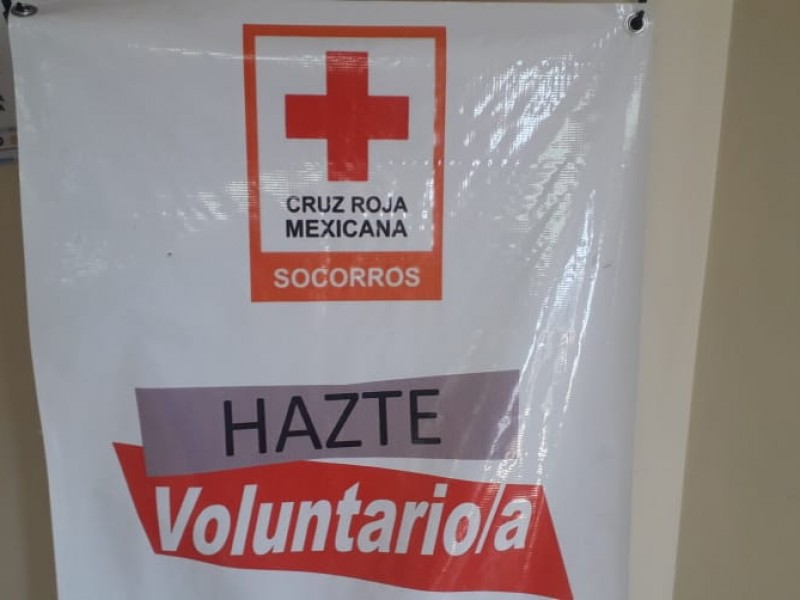 CRUZ ROJA
MEXICANA
SOCORROS
HAZTE
Voluntario/a